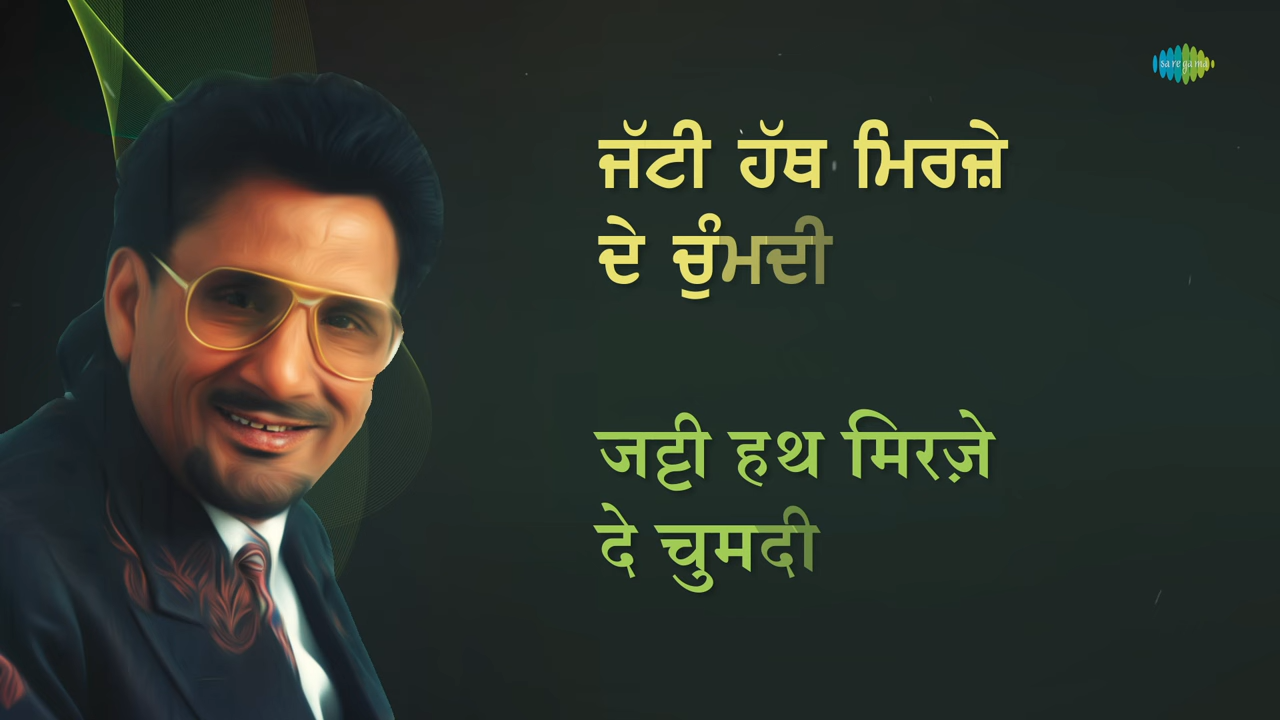 saregama
ਜੱਟੀ ਹੱਥ ਮਿਰਜ਼ੇ
ਦੇ ਚੁੰਮਦੀ
जट्टी हथ मिरज़े
दे चुमदी